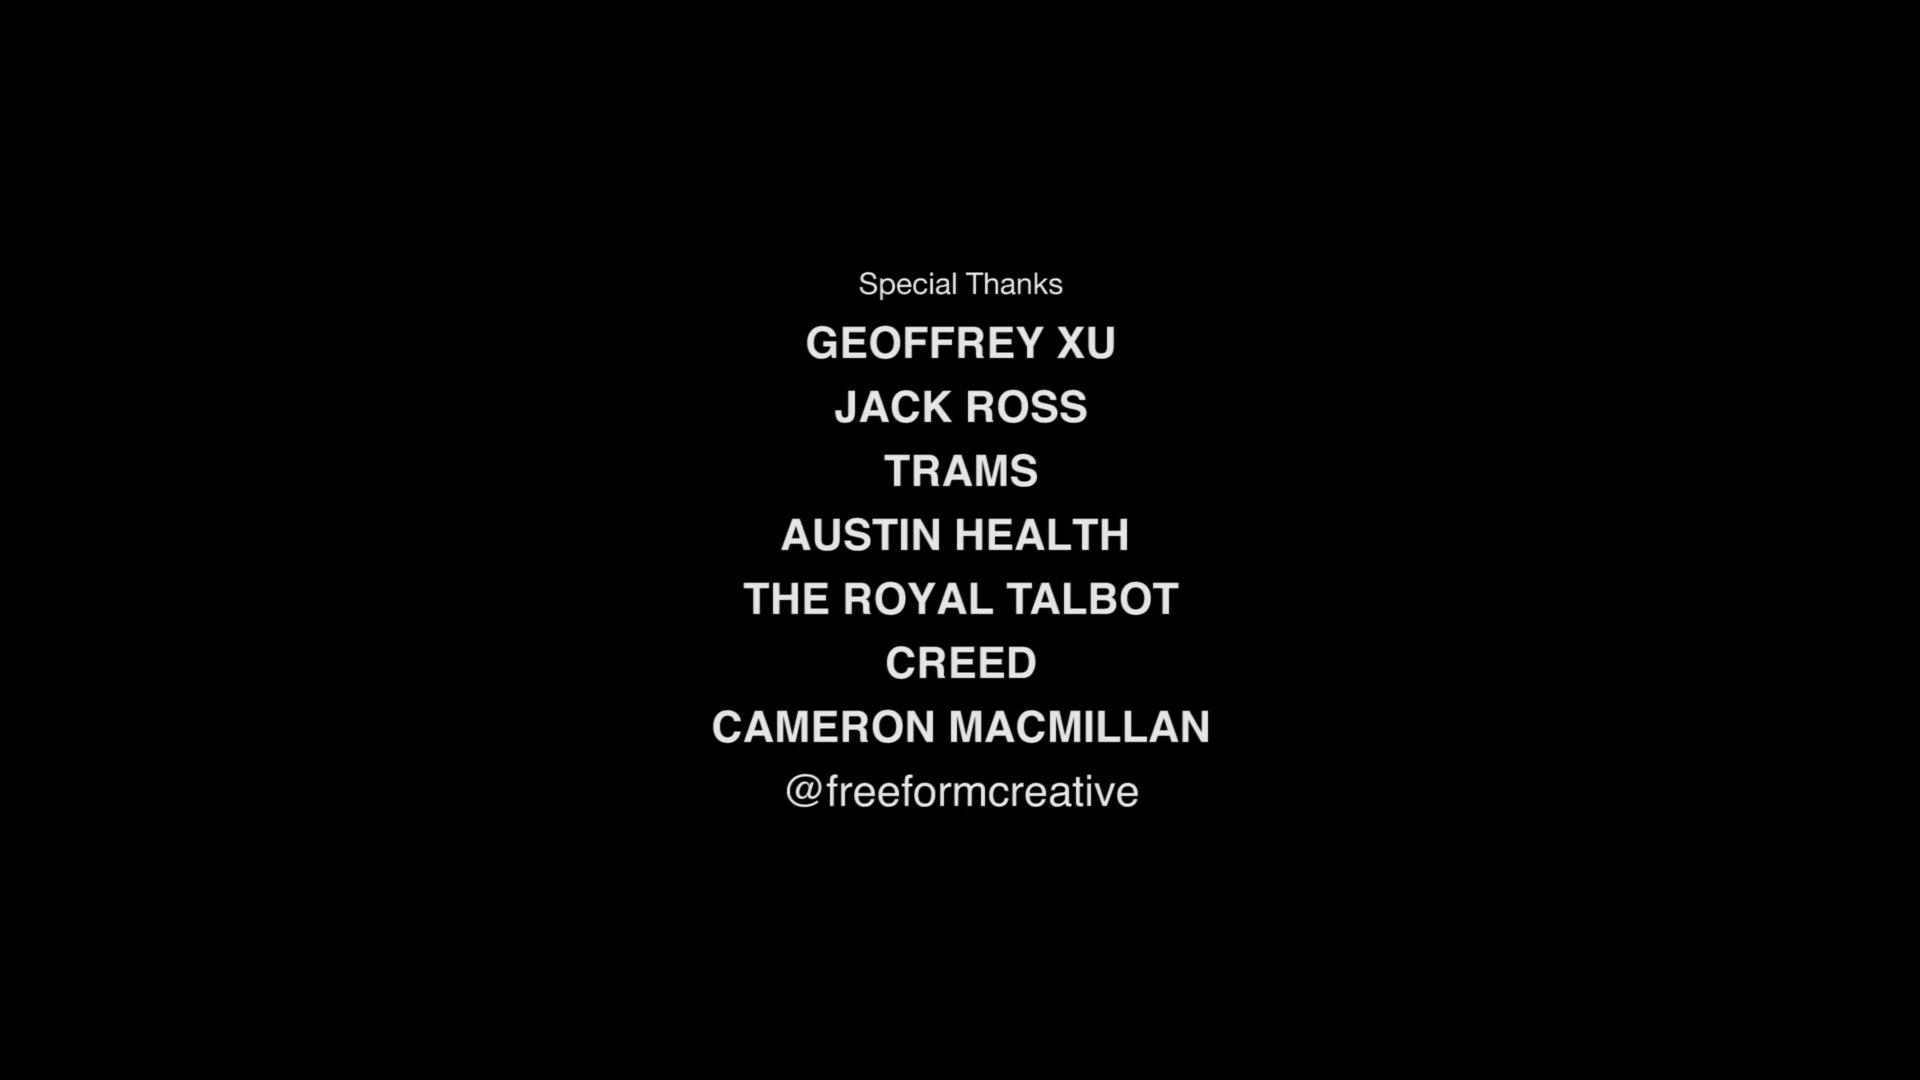 Special Thanks
GEOFFREY XU
JACK ROSS
TRAMS
AUSTIN HEALTH
THE ROYAL TALBOT
CREED
CAMERON MACMILLAN
@freeformcreative